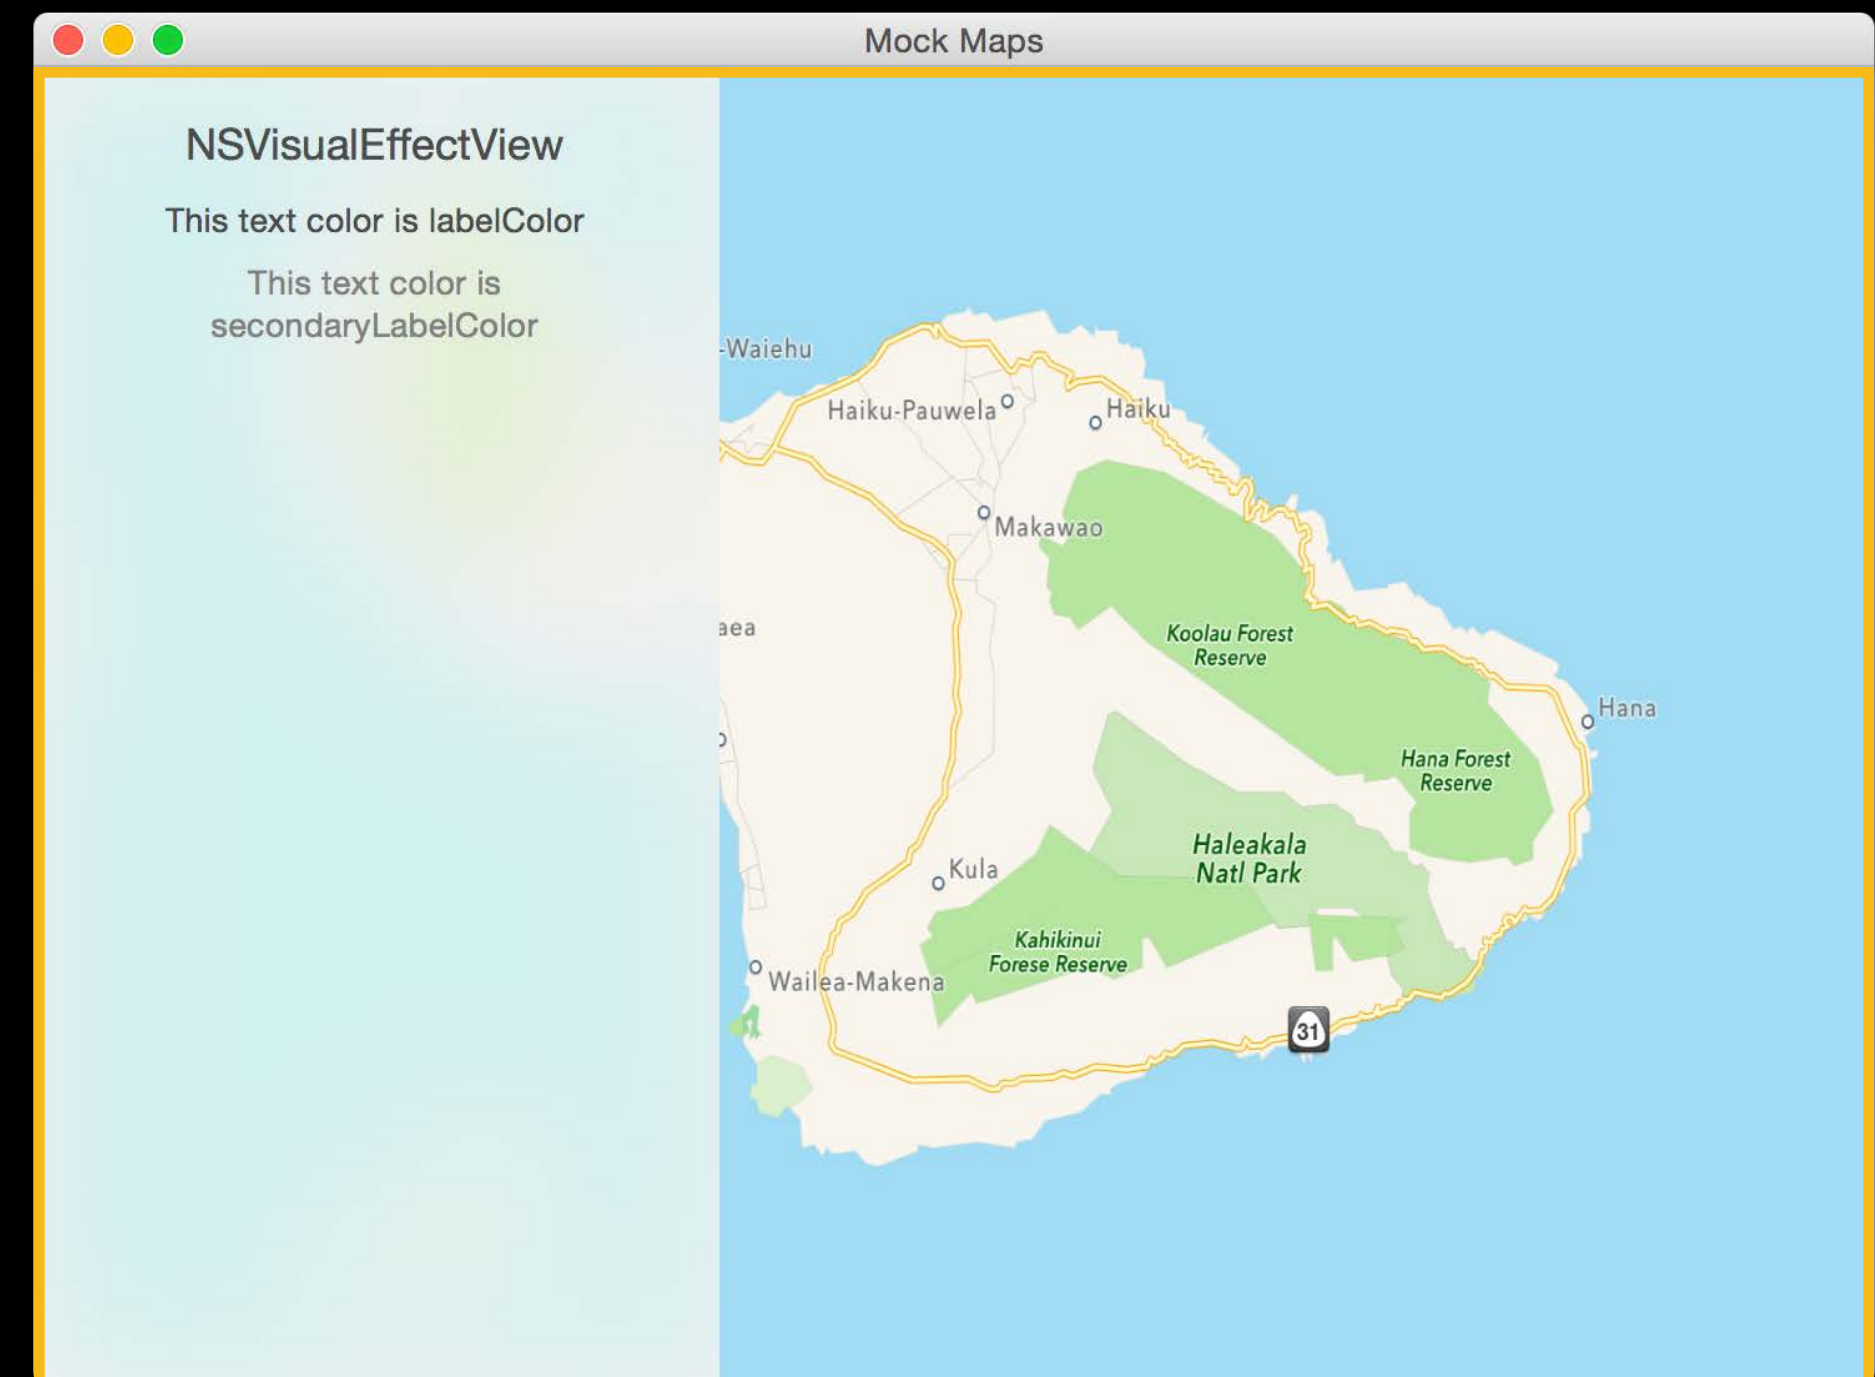 Mock Maps
NSVisualEffectView
This text color is labelColor
This text color is
secondaryLabelColor
-Waiehu
Haiku-Pauwela
Haiku
Makawao
aea
Koolau Forest
Reserve
Hana
Hana Forest
Reserve
Haleakala
Natl Park
Kula
Kahikinui
Forese Reserve
Wailea-Makena
31